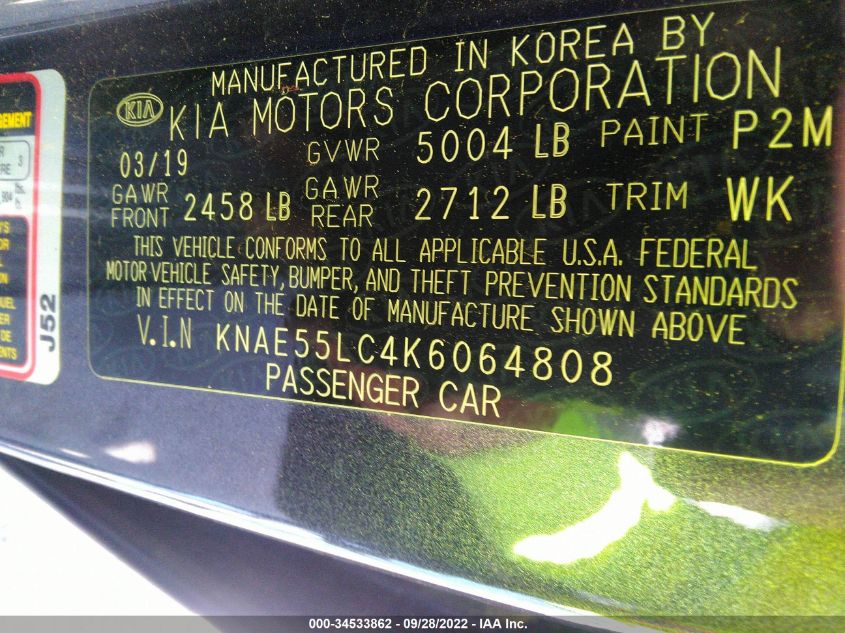 MANUFACTURED IN KOREA BY
KIA KIA MOTORS CORPORATION
03/19 GVWR 5004 LB PAINT P2M
GAWR FRONT 2458 LB GAWR REAR 2712 LB TRIM WK
THIS VEHICLE CONFORMS TO ALL APPLICABLE U.S.A. FEDERAL
MOTOR VEHICLE SAFETY, BUMPER, AND THEFT PREVENTION STANDARDS
IN EFFECT ON THE DATE OF MANUFACTURE SHOWN ABOVE
V.I.N KNAE55LC4K6064808
PASSENGER CAR
J52
000-34533862 - 09/28/2022 - IAA Inc.